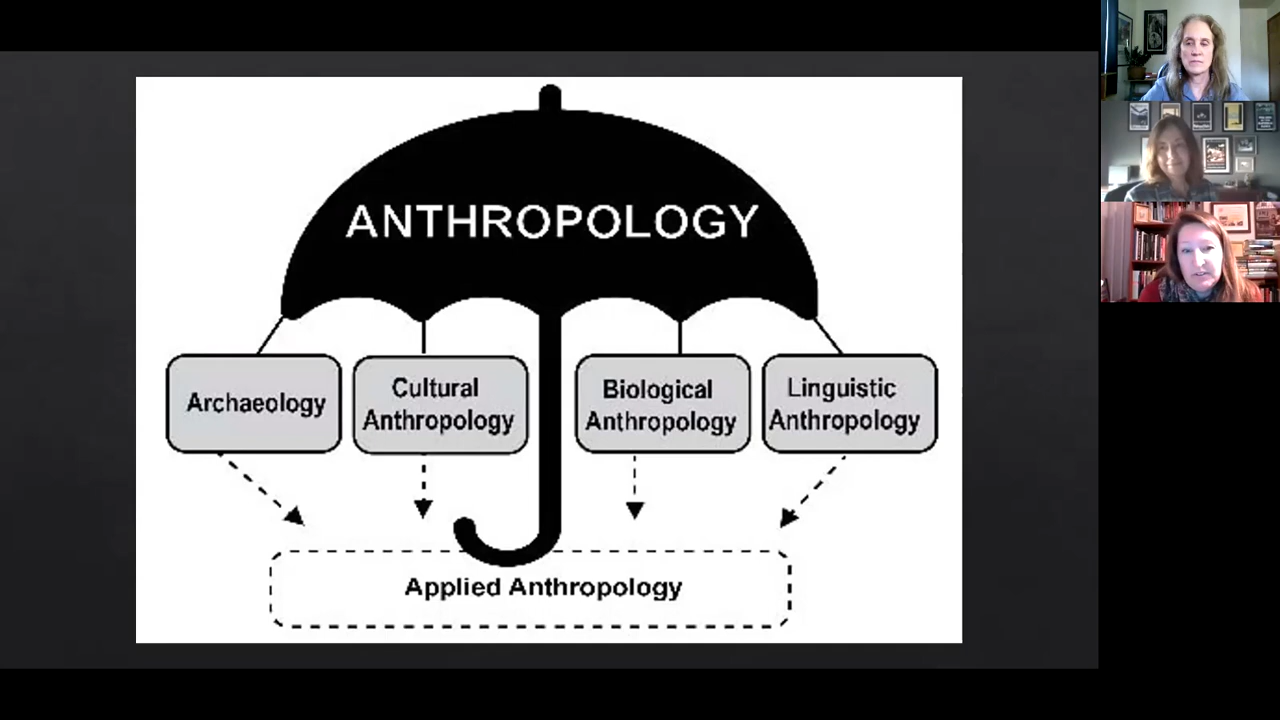 ANTHROPOLOGY
Archaeology
Cultural
Anthropology
Biological
Anthropology
Linguistic
Anthropology
Applied Anthropology